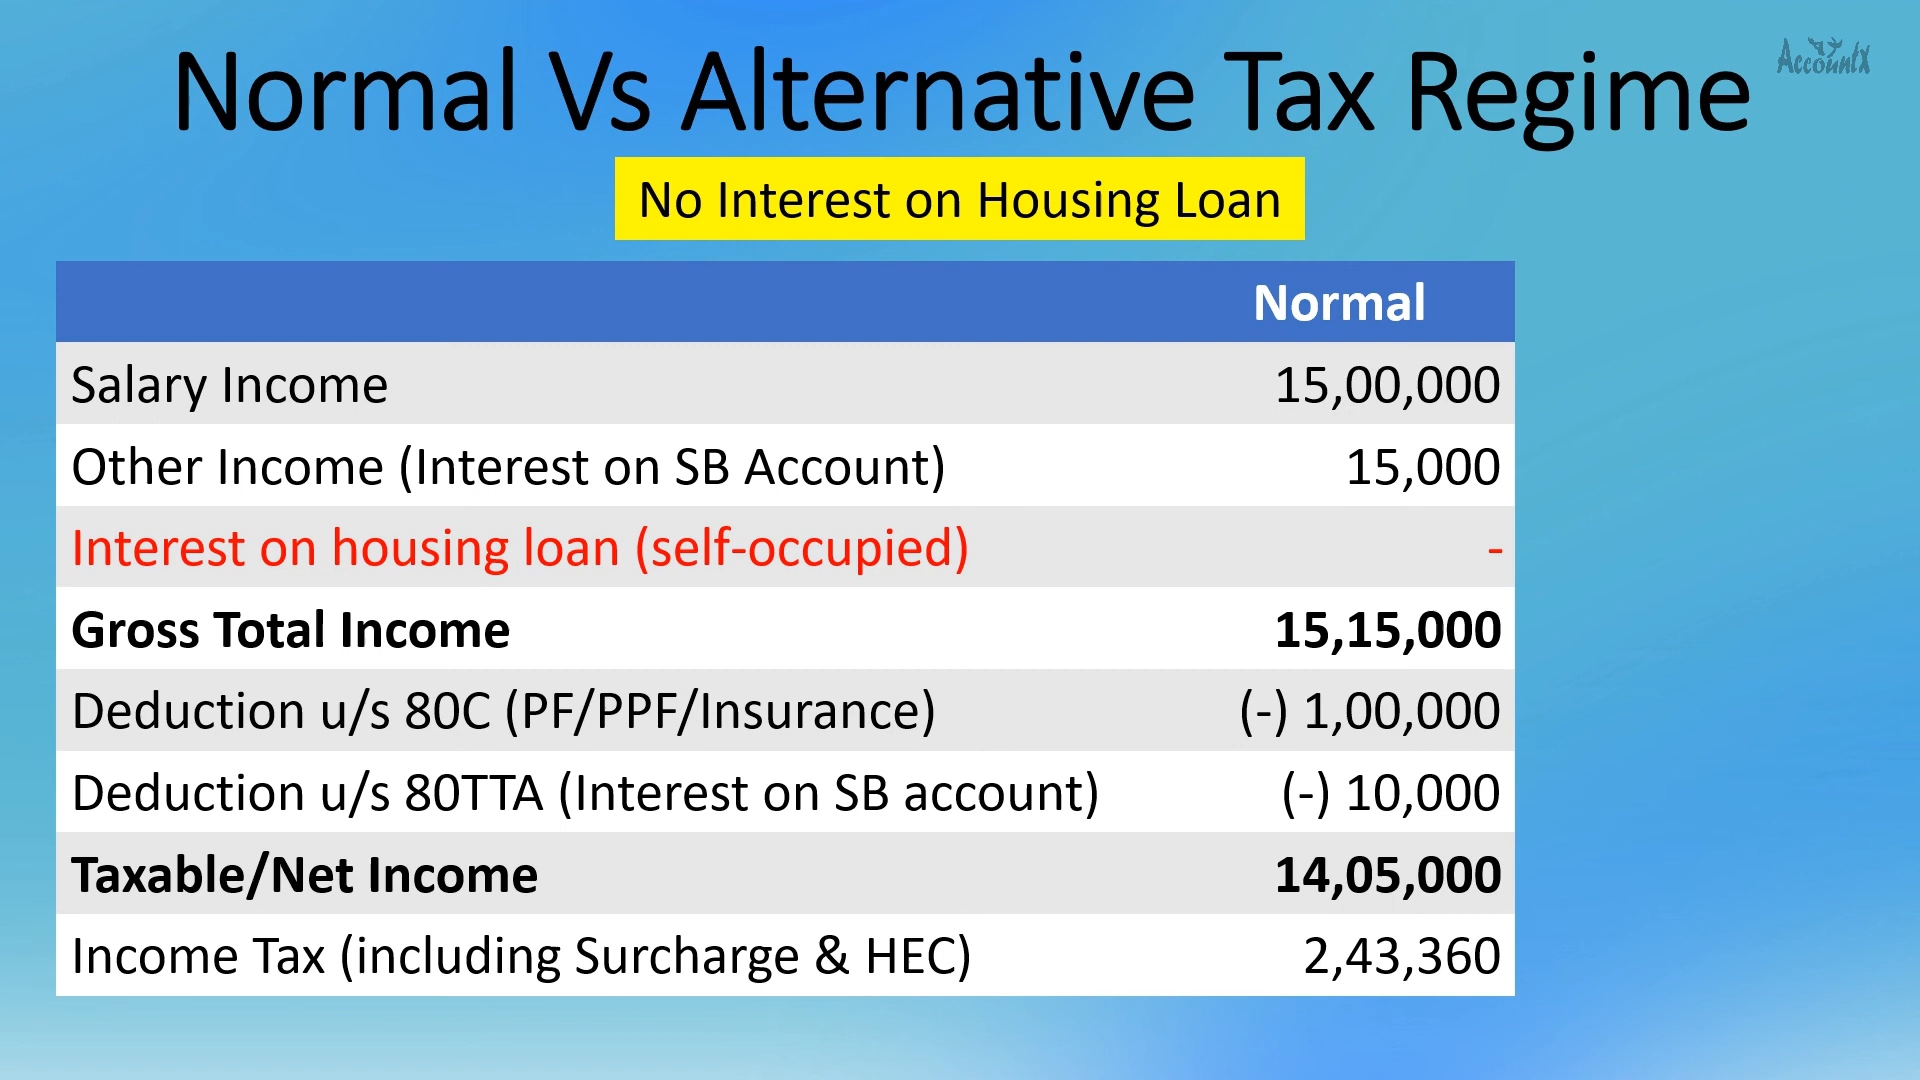 Normal Vs Alternative Tax Regime
AccountX
No Interest on Housing Loan
Normal
Salary Income 15,00,000
Other Income (Interest on SB Account) 15,000
Interest on housing loan (self-occupied) -
Gross Total Income 15,15,000
Deduction u/s 80C (PF/PPF/Insurance) (-) 1,00,000
Deduction u/s 80TTA (Interest on SB account) (-) 10,000
Taxable/Net Income 14,05,000
Income Tax (including Surcharge & HEC) 2,43,360